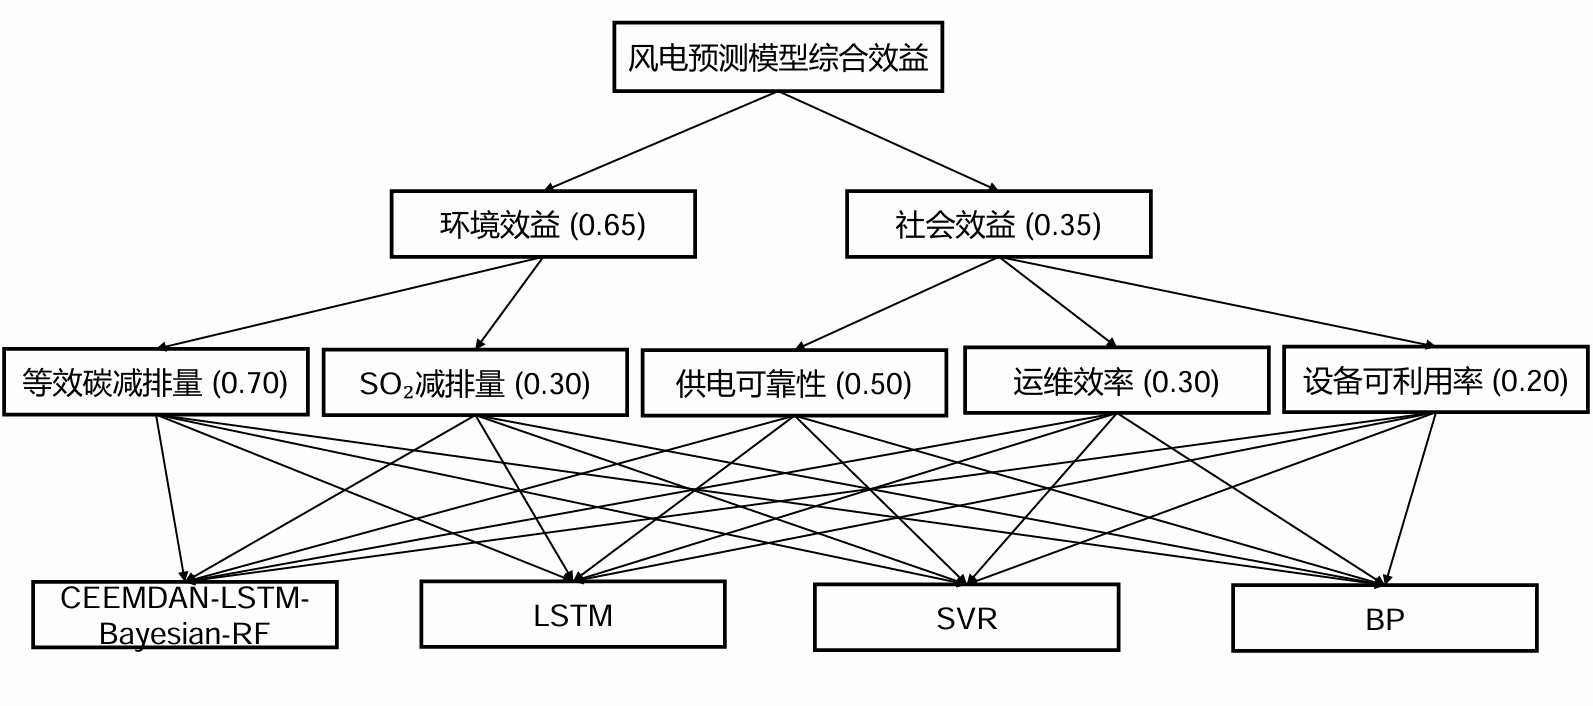 风电预测模型综合效益
环境效益 (0.65)
社会效益 (0.35)
等效碳减排量 (0.70)
SO₂减排量 (0.30)
供电可靠性 (0.50)
运维效率 (0.30)
设备可利用率 (0.20)
CEEMDAN-LSTM-
Bayesian-RF
LSTM
SVR
BP